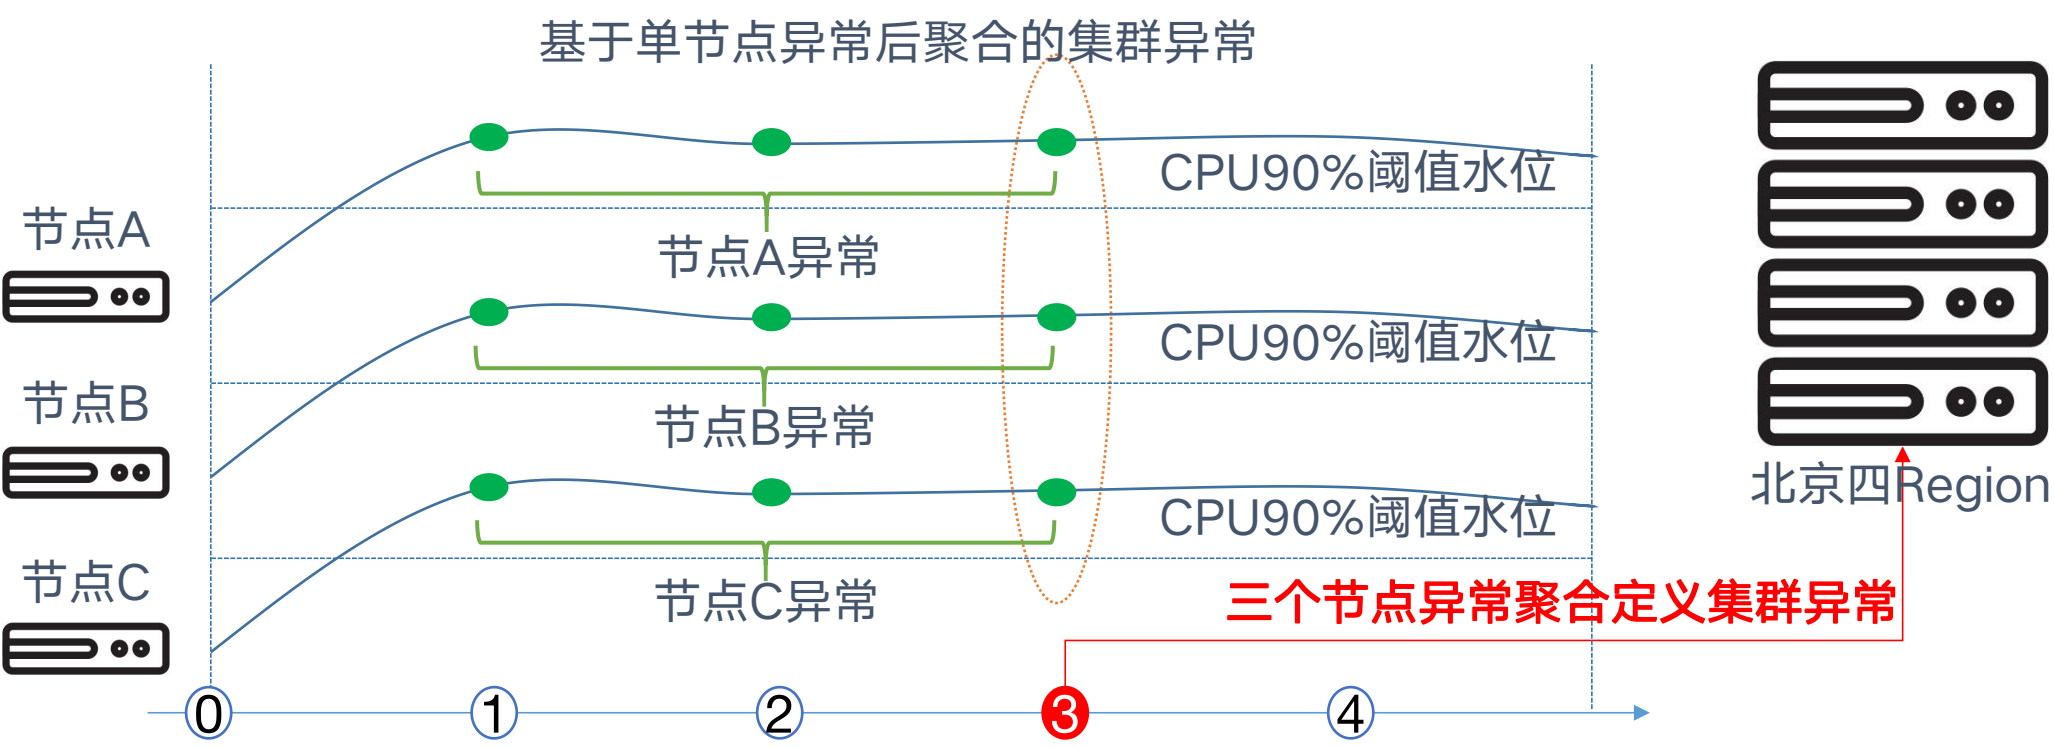 基于单节点异常后聚合的集群异常
CPU90%阈值水位
节点A
节点A异常
CPU90%阈值水位
节点B
节点B异常
CPU90%阈值水位
北京四Region
节点C
节点C异常
三个节点异常聚合定义集群异常
0
1
2
3
4